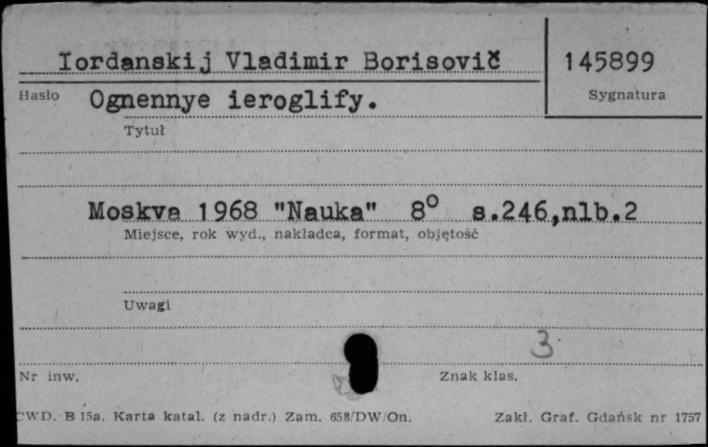 Iordanskij Vladimir Borisovič
145899
Hasło
Ognennye ieroglify.
Sygnatura
Tytuł
Moskva 1968 "Nauka" 8° s.246,nlb.2
Miejsce, rok wyd., nakładca, format, objętość
Uwagi
3
Nr inw.
Znak klas.
CWD. B 15a. Karta katal. (z nadr.) Zam. 658/DW/On.
Zakł. Graf. Gdańsk nr 1757